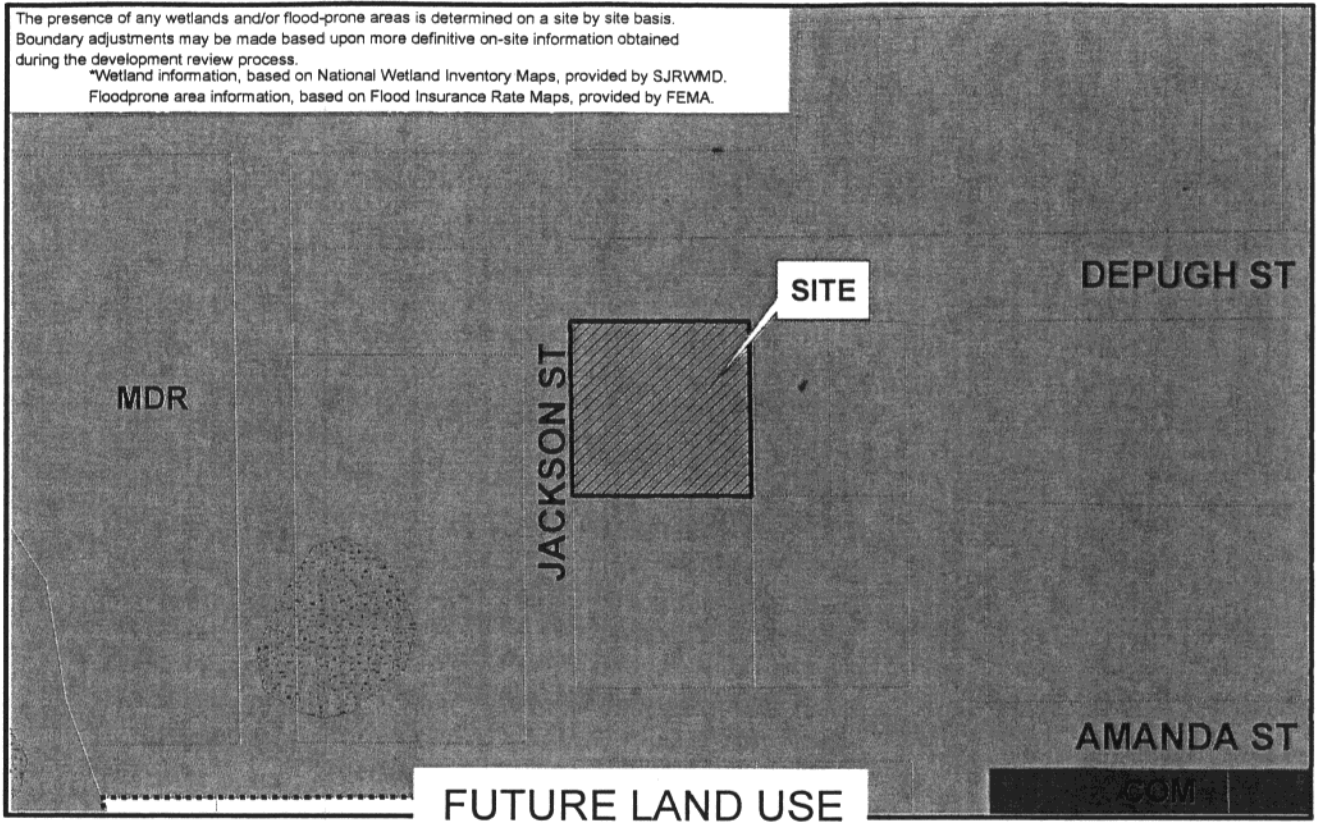 The presence of any wetlands and/or flood-prone areas is determined on a site by site basis.
Boundary adjustments may be made based upon more definitive on-site information obtained
during the development review process.
*Wetland information, based on National Wetland Inventory Maps, provided by SJRWMD.
Floodprone area information, based on Flood Insurance Rate Maps, provided by FEMA.
DEPUGH ST
SITE
MDR
JACKSON ST
AMANDA ST
COM
FUTURE LAND USE